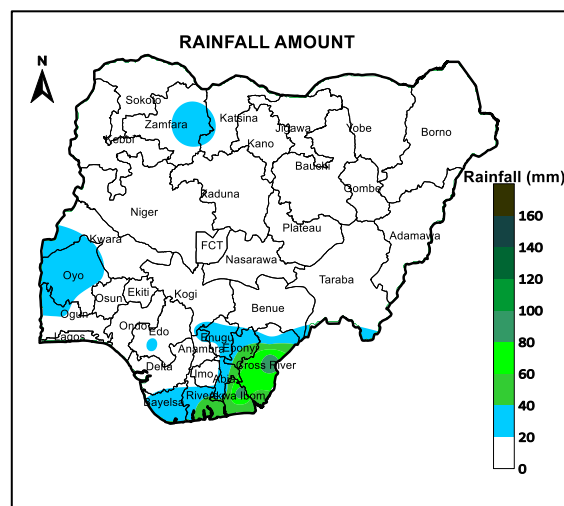 RAINFALL AMOUNT
N
Sokoto
Katsina
Zamfara
Jigawa
Yobe
Borno
Kebbi
Kano
Bauchi
Rainfall (mm)
Kaduna
Gombe
Niger
160
Plateau
Adamawa
Kwara
FCT
140
Nasarawa
Oyo
Taraba
120
Osun
Ekiti
Kogi
Ogun
Benue
100
Ondo
Edo
Lagos
Enugu
Ebony
80
Anambra
Delta
Imo
Cross River
60
Bayelsa
Rivers
Akwa Ibom
40
20
0